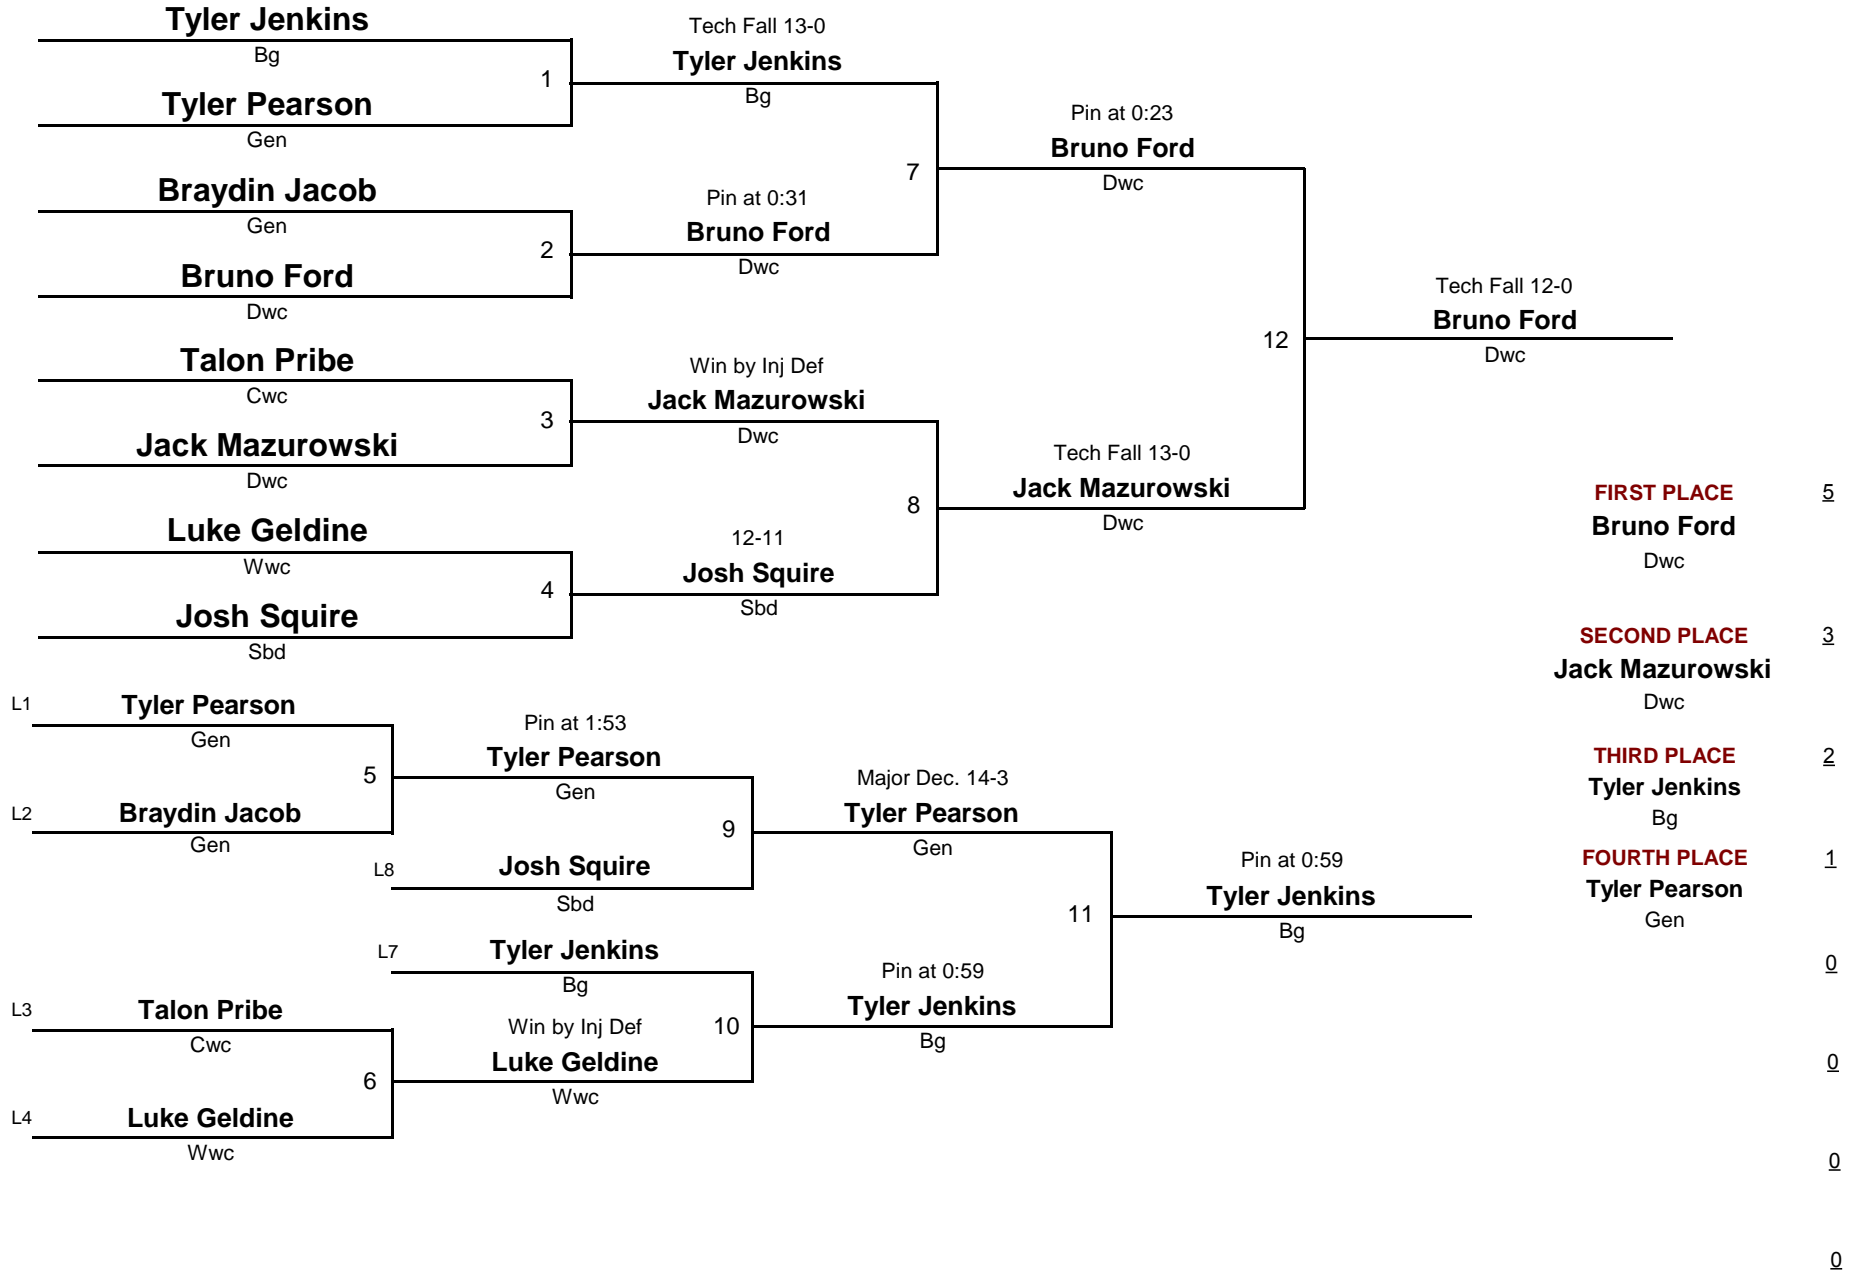 Tyler Jenkins
Bg
1
Tyler Pearson
Gen
Braydin Jacob
Gen
2
Bruno Ford
Dwc
Talon Pribe
Cwc
3
Jack Mazurowski
Dwc
Luke Geldine
Wwc
4
Josh Squire
Sbd
Tech Fall 13-0
Tyler Jenkins
Bg
7
Pin at 0:31
Bruno Ford
Dwc
Win by Inj Def
Jack Mazurowski
Dwc
8
12-11
Josh Squire
Sbd
Pin at 0:23
Bruno Ford
Dwc
12
Tech Fall 13-0
Jack Mazurowski
Dwc
Tech Fall 12-0
Bruno Ford
Dwc
L1
Tyler Pearson
Gen
5
L2
Braydin Jacob
Gen
L3
Talon Pribe
Cwc
6
L4
Luke Geldine
Wwc
Pin at 1:53
Tyler Pearson
Gen
9
L8
Josh Squire
Sbd
L7
Tyler Jenkins
Bg
10
Win by Inj Def
Luke Geldine
Wwc
Major Dec. 14-3
Tyler Pearson
Gen
11
Pin at 0:59
Tyler Jenkins
Bg
Pin at 0:59
Tyler Jenkins
Bg
FIRST PLACE 5
Bruno Ford
Dwc
SECOND PLACE 3
Jack Mazurowski
Dwc
THIRD PLACE 2
Tyler Jenkins
Bg
FOURTH PLACE 1
Tyler Pearson
Gen
0
0
0
0